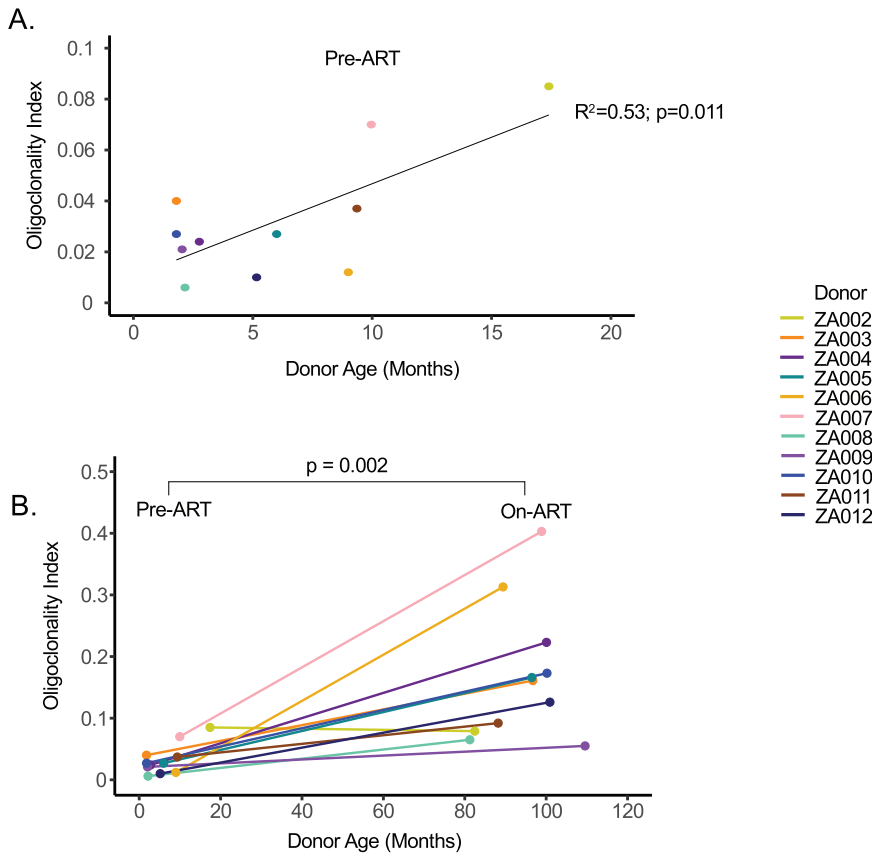 A.
Pre-ART
0.1
0.08
0.06
0.04
0.02
0
Oligoclonality Index
R²=0.53; p=0.011
0 5 10 15 20
Donor Age (Months)
Donor
ZA002
ZA003
ZA004
ZA005
ZA006
ZA007
ZA008
ZA009
ZA010
ZA011
ZA012
B.
p = 0.002
Pre-ART On-ART
0.5
0.4
0.3
0.2
0.1
0
Oligoclonality Index
0 20 40 60 80 100 120
Donor Age (Months)